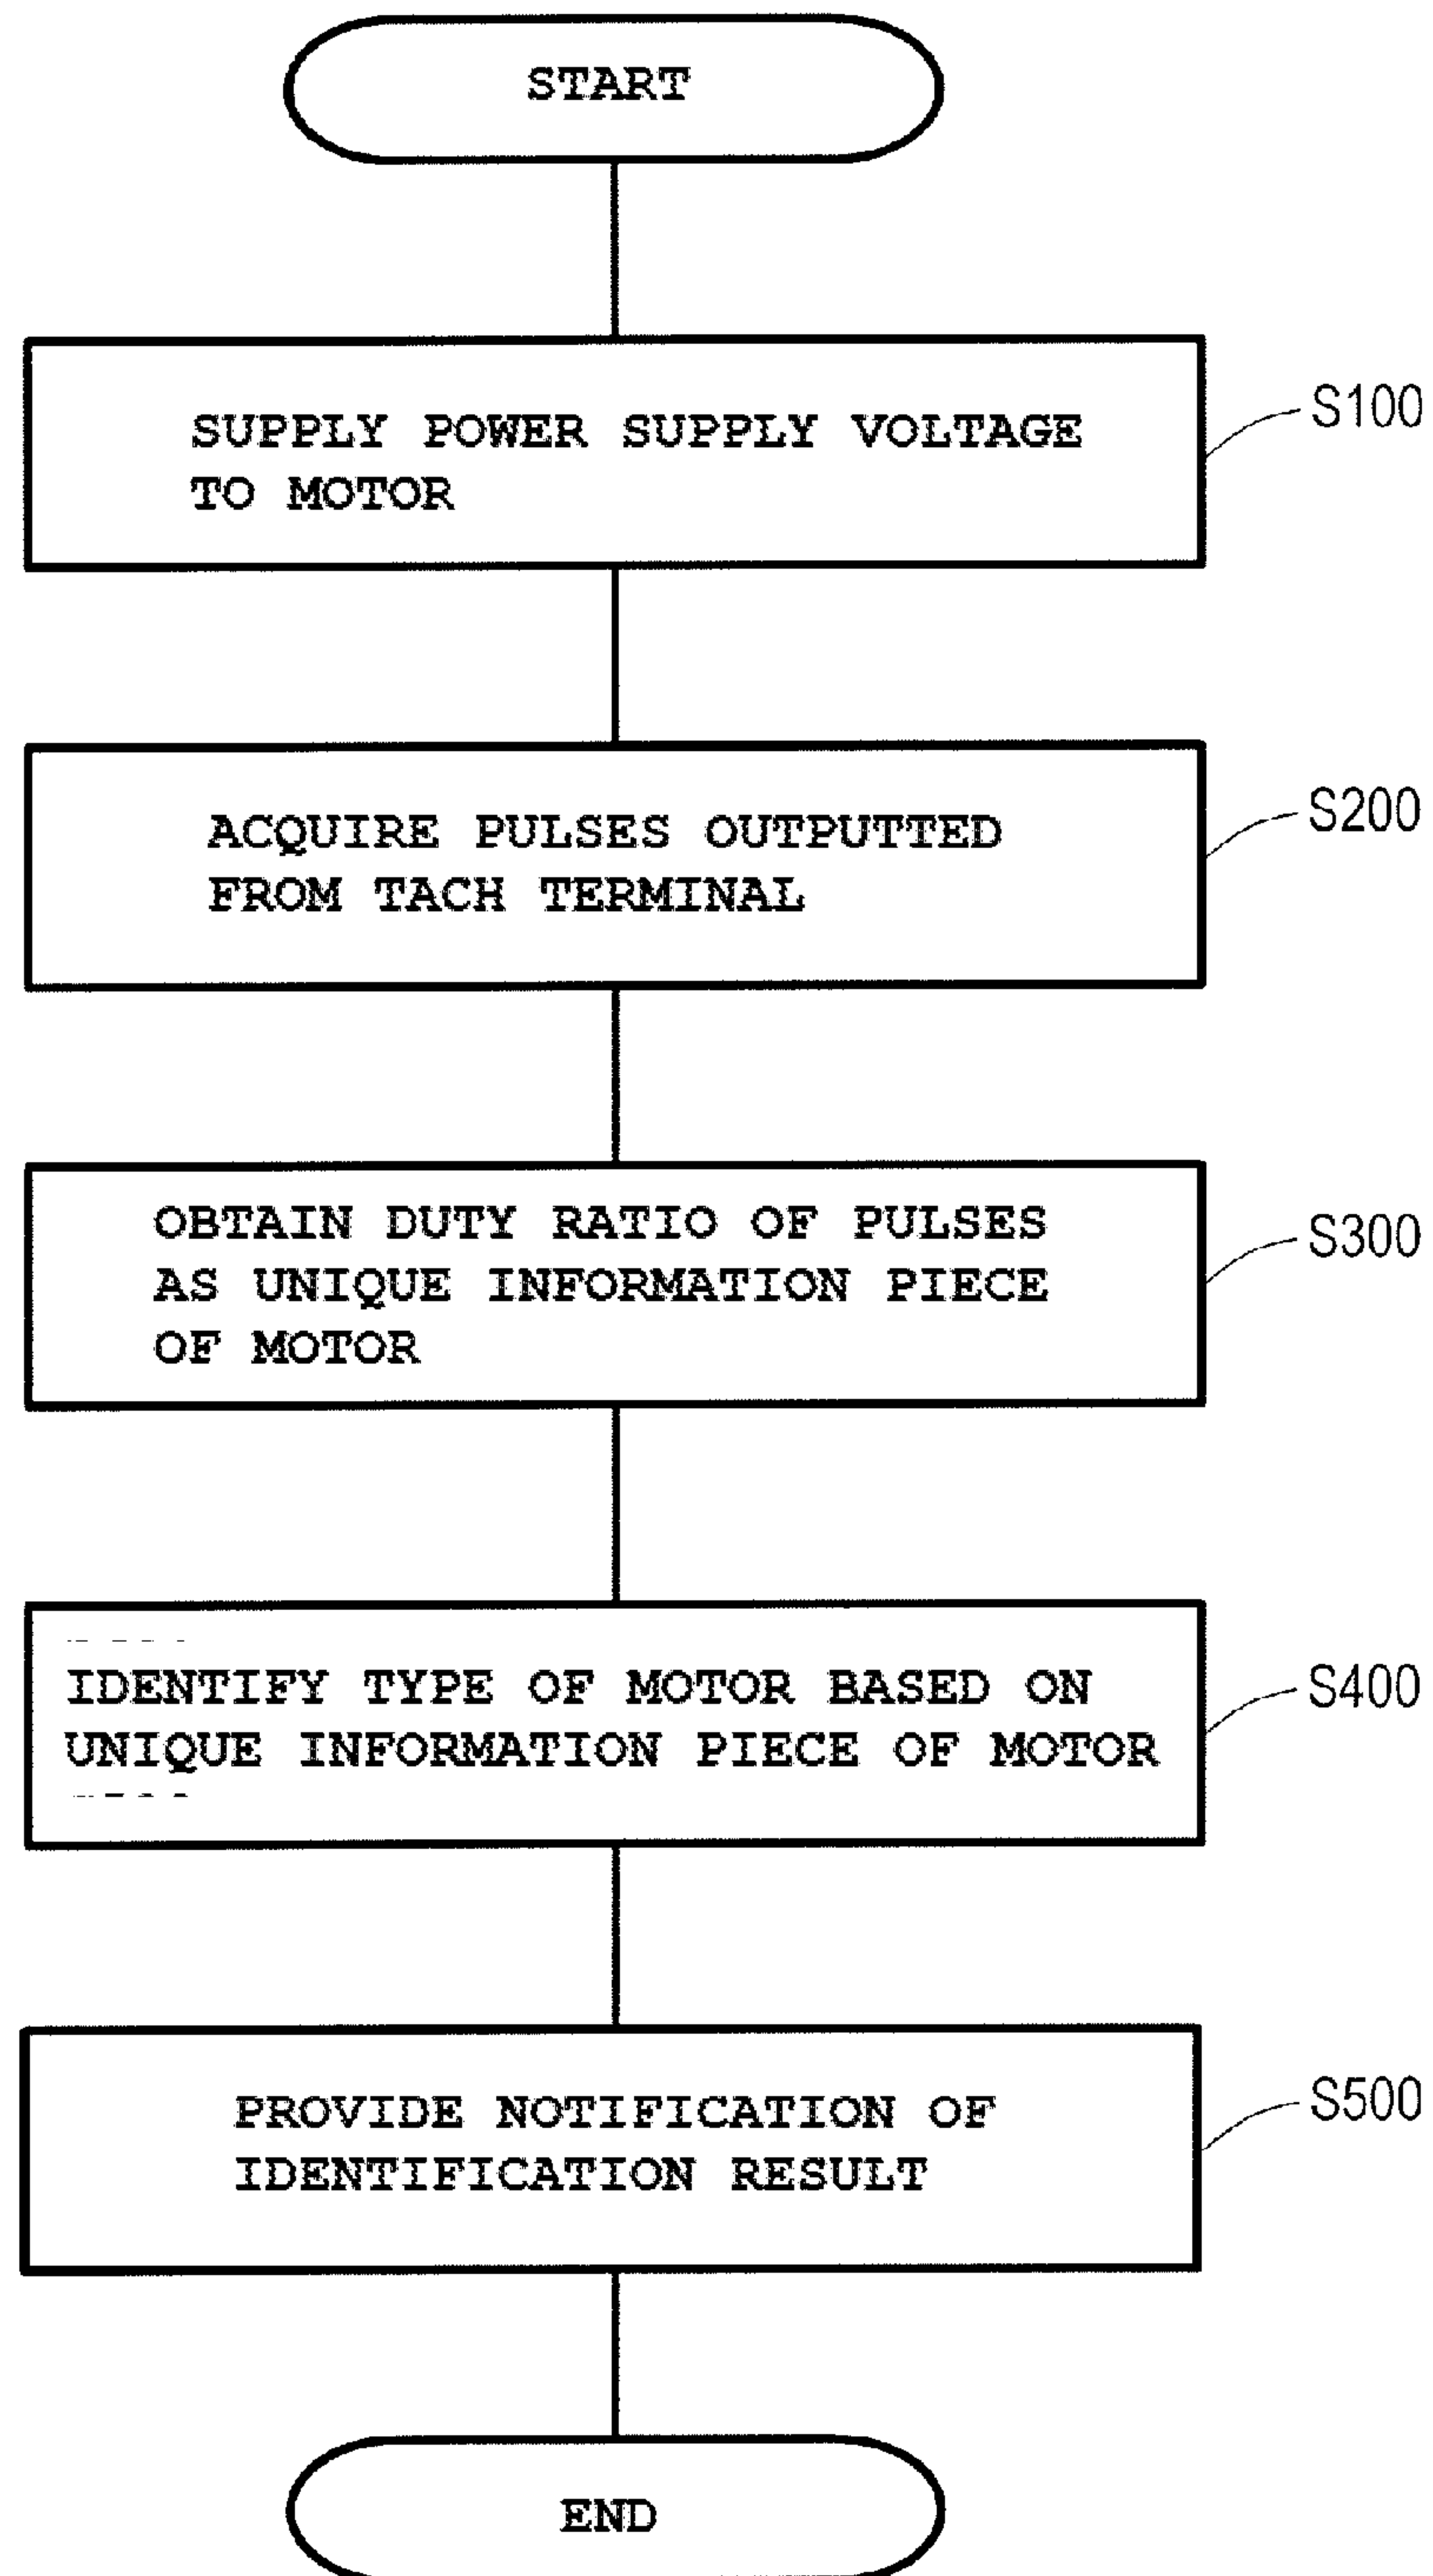 START
SUPPLY POWER SUPPLY VOLTAGE
TO MOTOR
S100
ACQUIRE PULSES OUTPUTTED
FROM TACH TERMINAL
S200
OBTAIN DUTY RATIO OF PULSES
AS UNIQUE INFORMATION PIECE
OF MOTOR
S300
IDENTIFY TYPE OF MOTOR BASED ON
UNIQUE INFORMATION PIECE OF MOTOR
S400
PROVIDE NOTIFICATION OF
IDENTIFICATION RESULT
S500
END